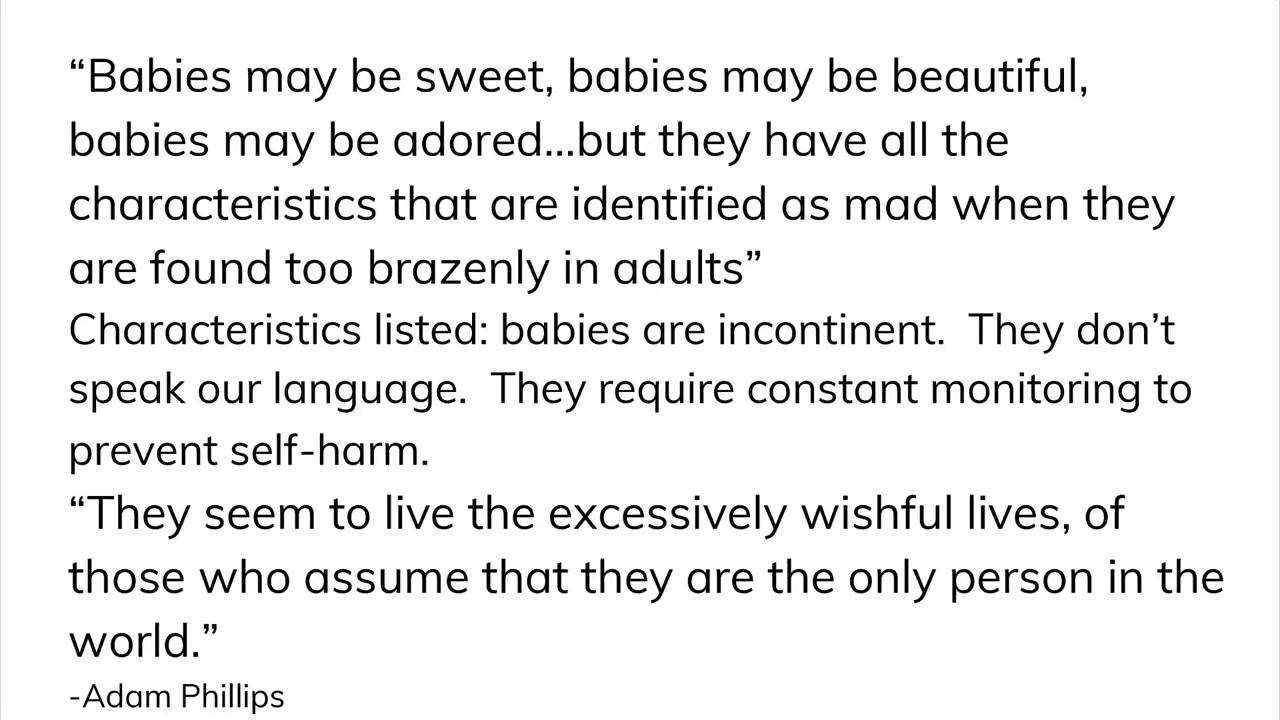 “Babies may be sweet, babies may be beautiful,
babies may be adored...but they have all the
characteristics that are identified as mad when they
are found too brazenly in adults”
Characteristics listed: babies are incontinent.  They don’t
speak our language.  They require constant monitoring to
prevent self-harm.
“They seem to live the excessively wishful lives, of
those who assume that they are the only person in the
world.”
-Adam Phillips